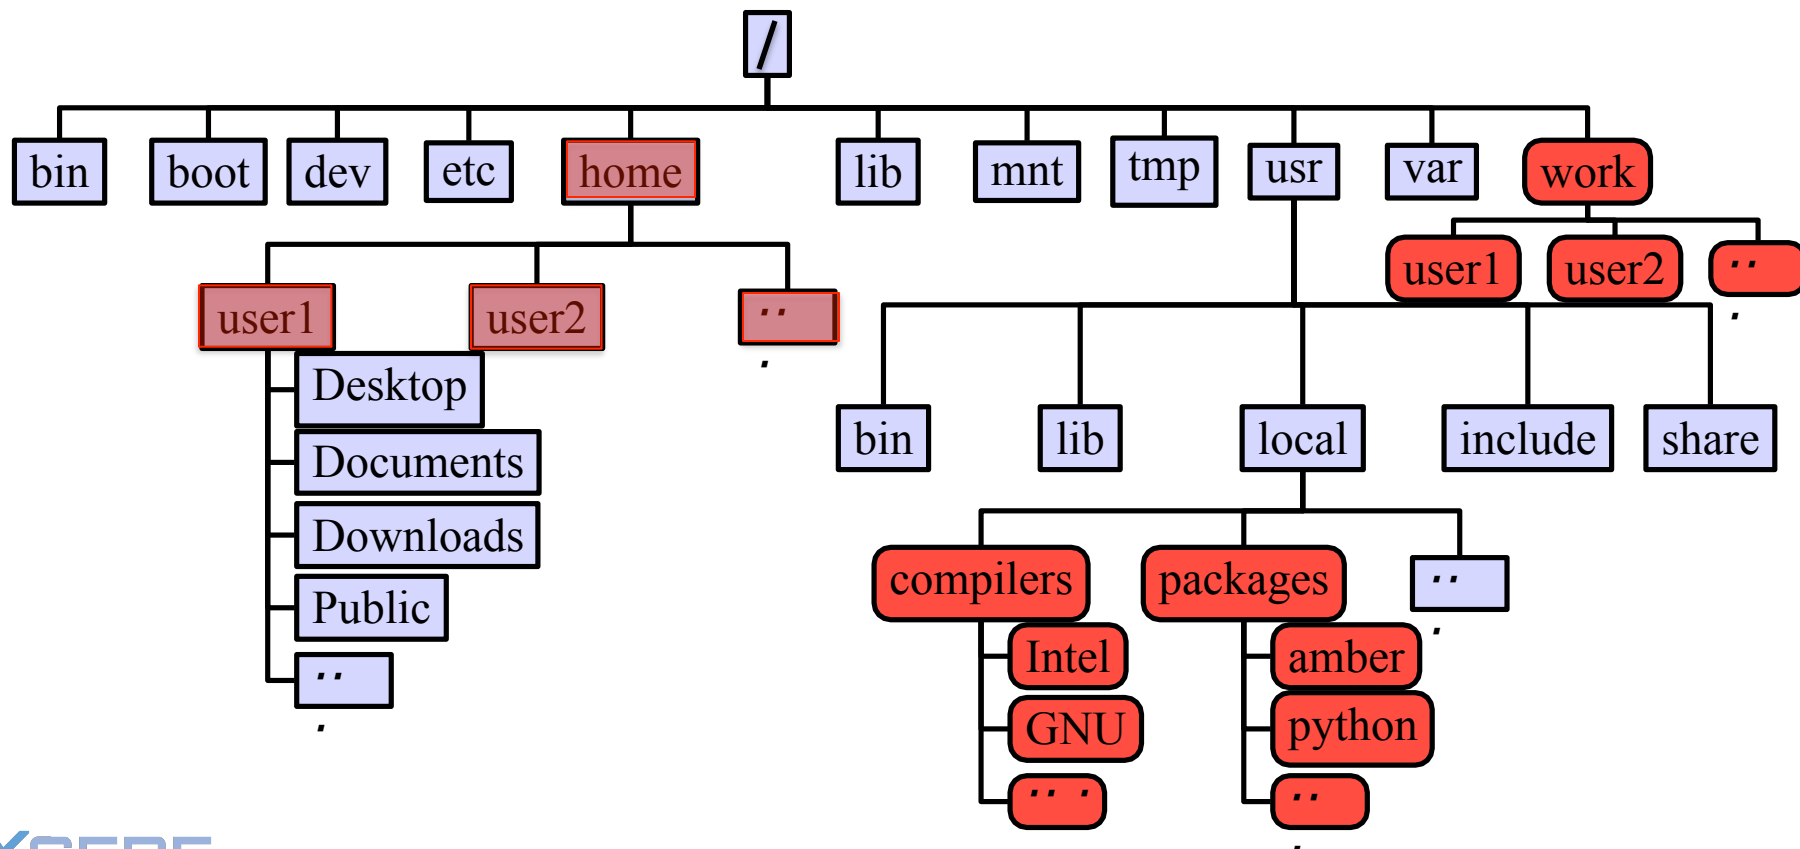 /
bin boot dev etc home lib mnt tmp usr var work
user1 user2 ...
user1 user2 ...
Desktop
Documents
Downloads
Public
...
bin lib local include share
compilers packages ...
Intel
GNU
...
amber
python
...